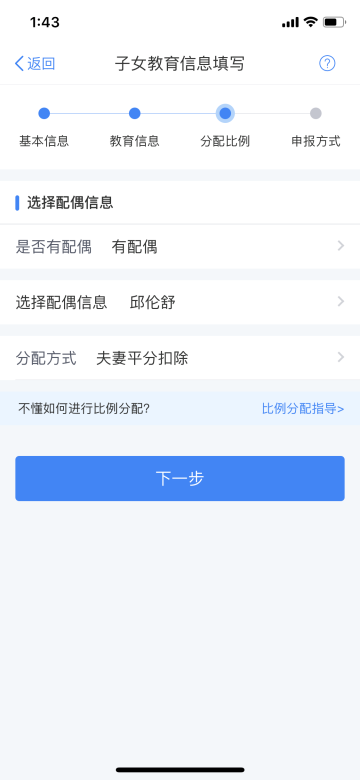 1:43
返回
子女教育信息填写
?
基本信息
教育信息
分配比例
申报方式
选择配偶信息
是否有配偶 有配偶
选择配偶信息 邱伦舒
分配方式 夫妻平分扣除
不懂如何进行比例分配? 比例分配指导>
下一步